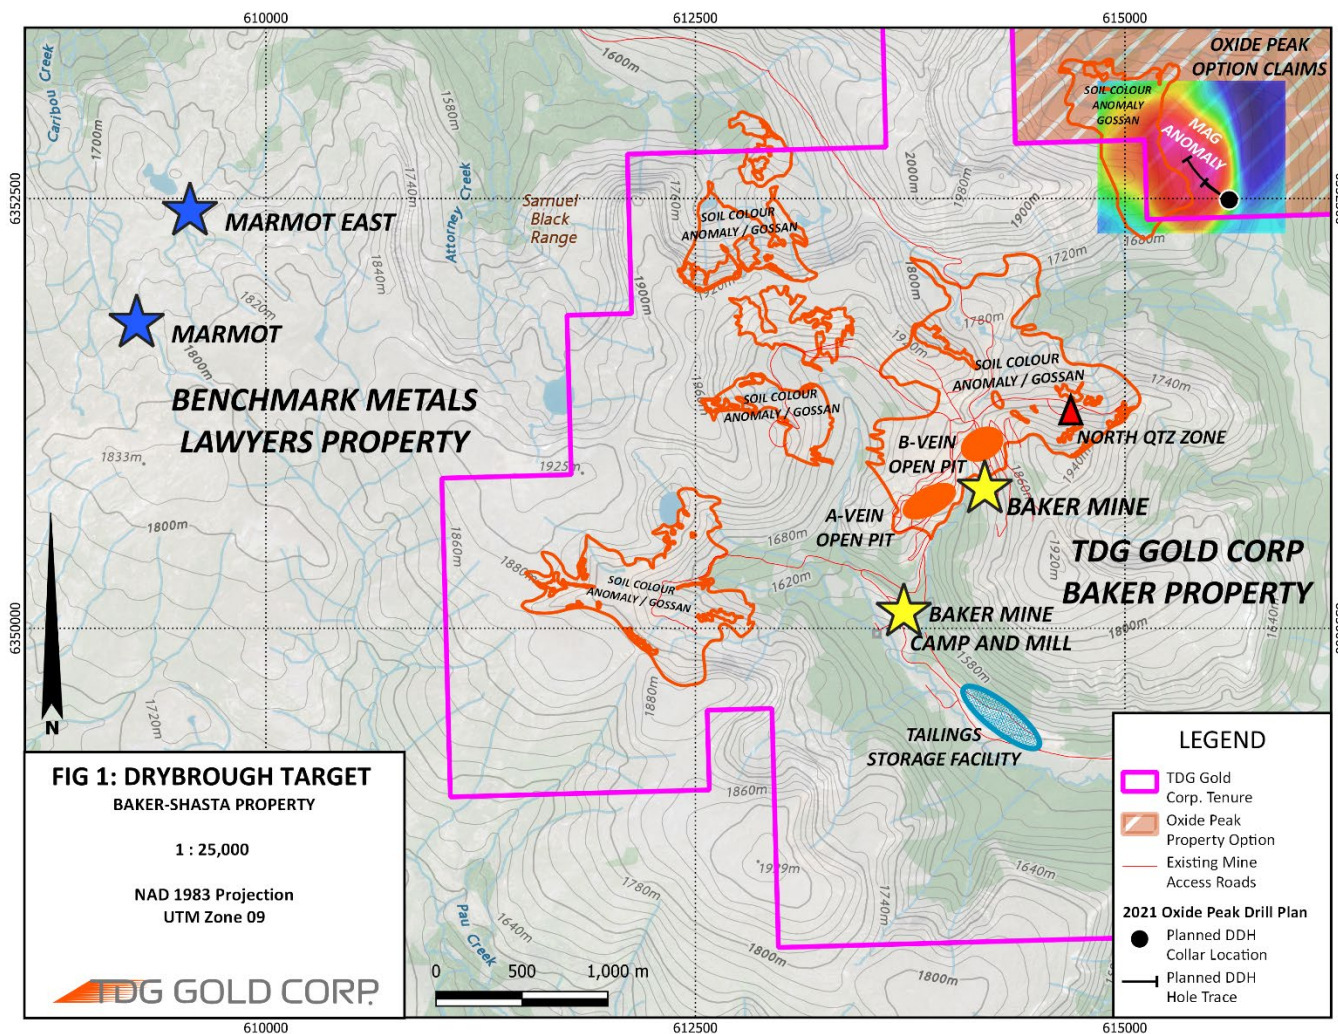 610000
612500
615000
Caribou Creek
1600m
OXIDE PEAK
OPTION CLAIMS
1580m
SOIL COLOUR
ANOMALY
GOSSAN
1700m
MAG
ANOMALY
2000m
1740m
1980m
6352500
1760m
1900m
Attorney Creek
Samuel
Black
Range
MARMOT EAST
SOIL COLOUR
ANOMALY / GOSSAN
1680m
1720m
1840m
1800m
1900m
1920m
1820m
1780m
MARMOT
1800m
SOIL COLOUR
ANOMALY / GOSSAN
1740m
BENCHMARK METALS
LAWYERS PROPERTY
SOIL COLOUR
ANOMALY / GOSSAN
NORTH QTZ ZONE
B-VEIN
OPEN PIT
1833m
1925m
1940m
1860m
BAKER MINE
A-VEIN
OPEN PIT
1800m
1860m
1680m
1920m
TDG GOLD CORP
BAKER PROPERTY
1880m
1620m
SOIL COLOUR
ANOMALY / GOSSAN
BAKER MINE
CAMP AND MILL
6350000
1800m
1640m
1580m
1880m
1720m
N
TAILINGS
STORAGE FACILITY
FIG 1: DRYBROUGH TARGET
BAKER-SHASTA PROPERTY
1 : 25,000
NAD 1983 Projection
UTM Zone 09
TDG GOLD CORP.
1860m
1780m
1640m
1740m
1640m
Pau Creek
1800m
1800m
0 500 1,000 m
LEGEND
TDG Gold
Corp. Tenure
Oxide Peak
Property Option
Existing Mine
Access Roads
2021 Oxide Peak Drill Plan
Planned DDH
Collar Location
Planned DDH
Hole Trace
610000
612500
615000